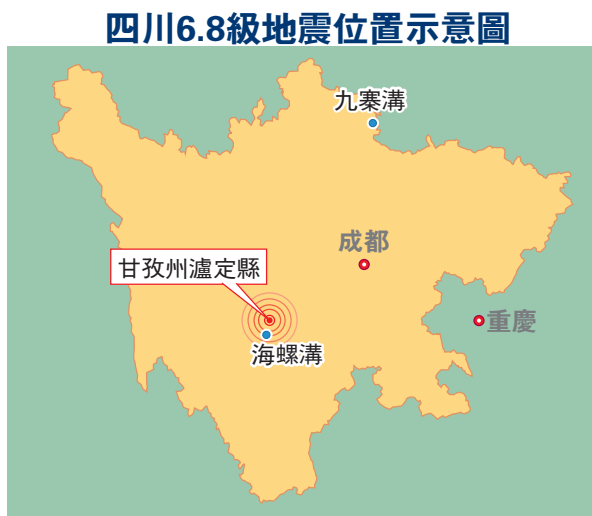 四川6.8級地震位置示意圖
九寨溝
成都
甘孜州瀘定縣
重慶
海螺溝